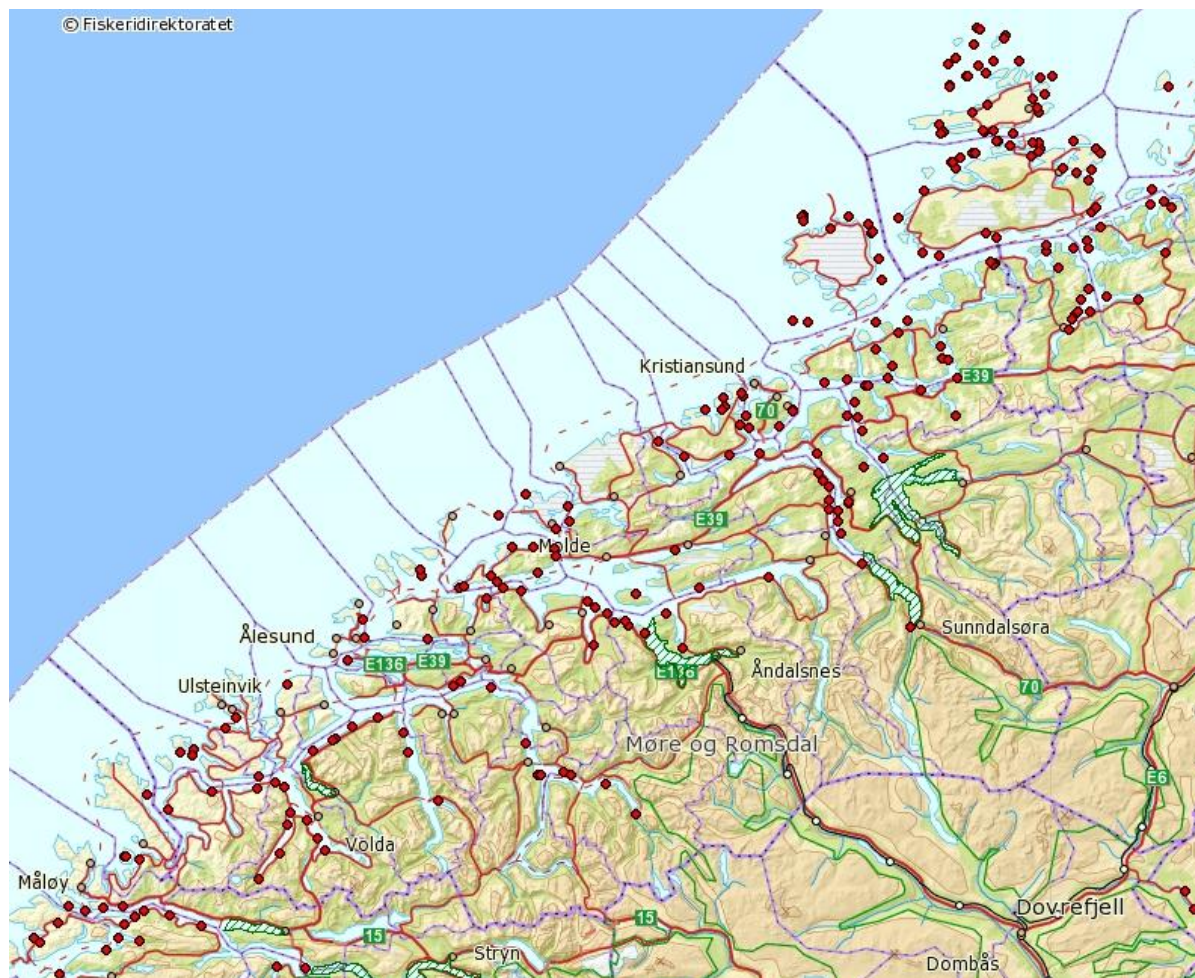 © Fiskeridirektoratet
Kristiansund
E39
70
E39
Molde
Ålesund
E136
E39
Sunndalsøra
Ulsteinvik
E136
Åndalsnes
70
Møre og Romsdal
E6
Volda
Måløy
15
Dovrefjell
15
Stryn
Dombås